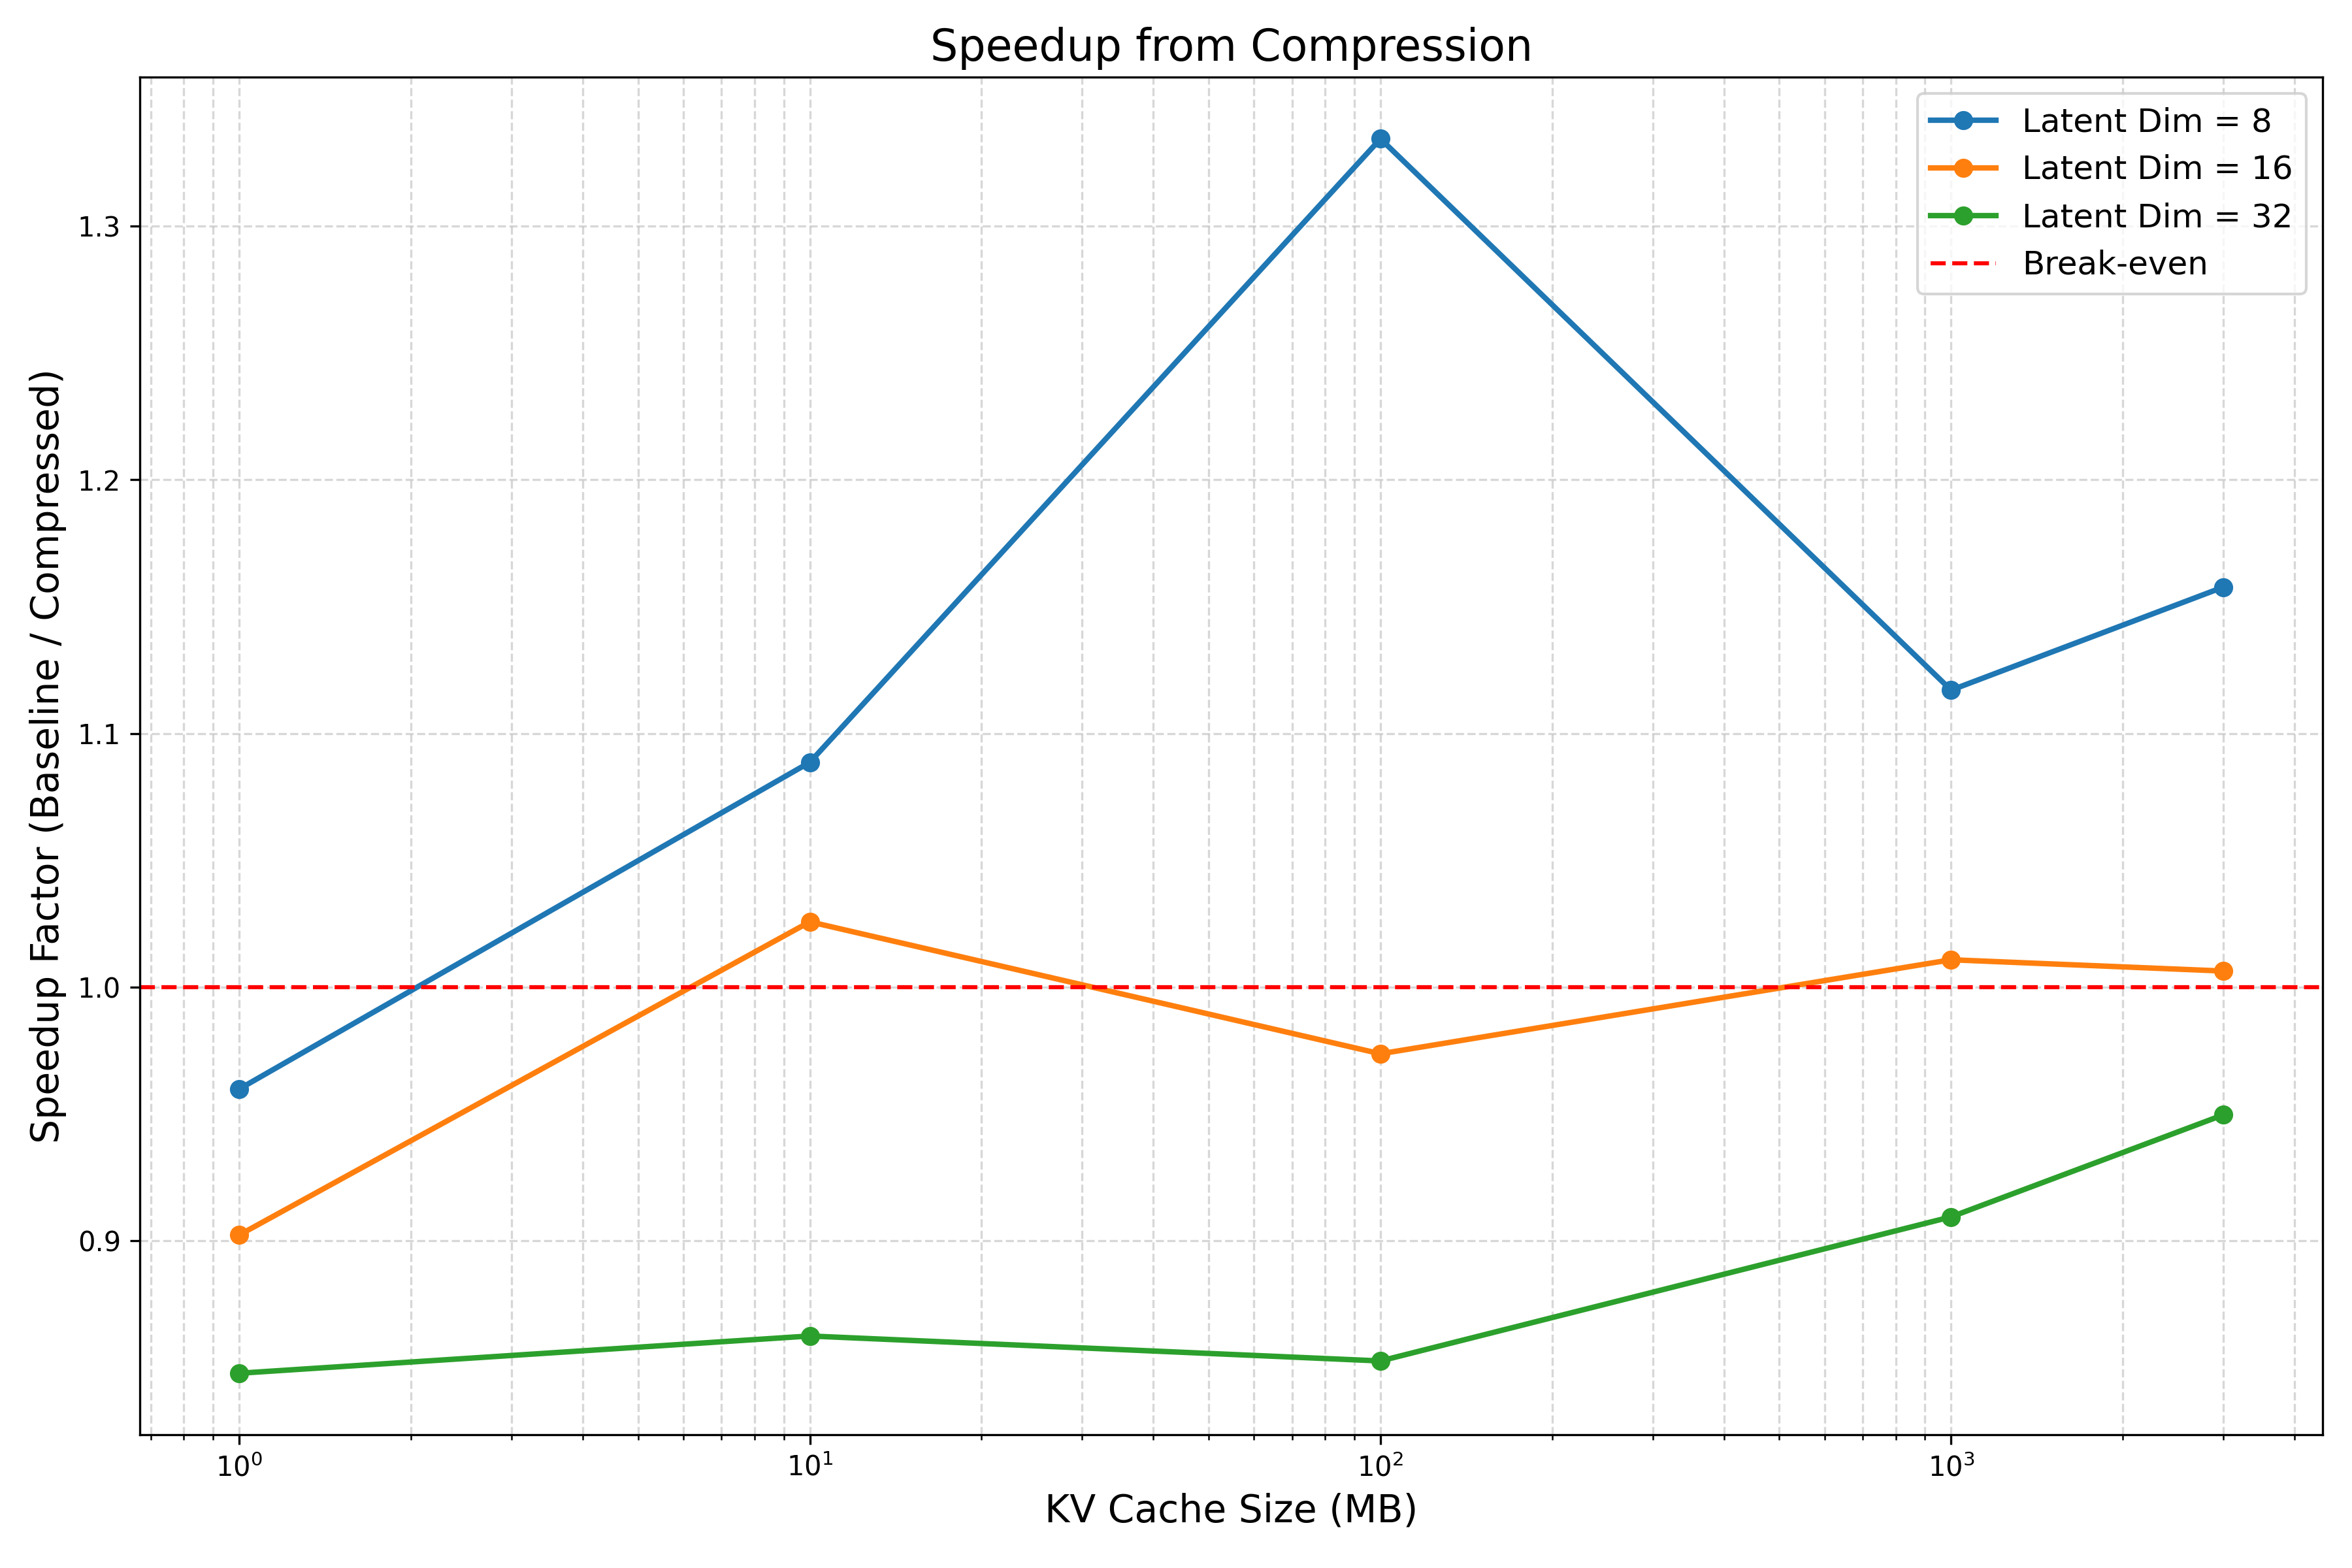 Speedup from Compression
Latent Dim = 8
Latent Dim = 16
Latent Dim = 32
Break-even
Speedup Factor (Baseline / Compressed)
1.3
1.2
1.1
1.0
0.9
10⁰ 10¹ 10² 10³
KV Cache Size (MB)